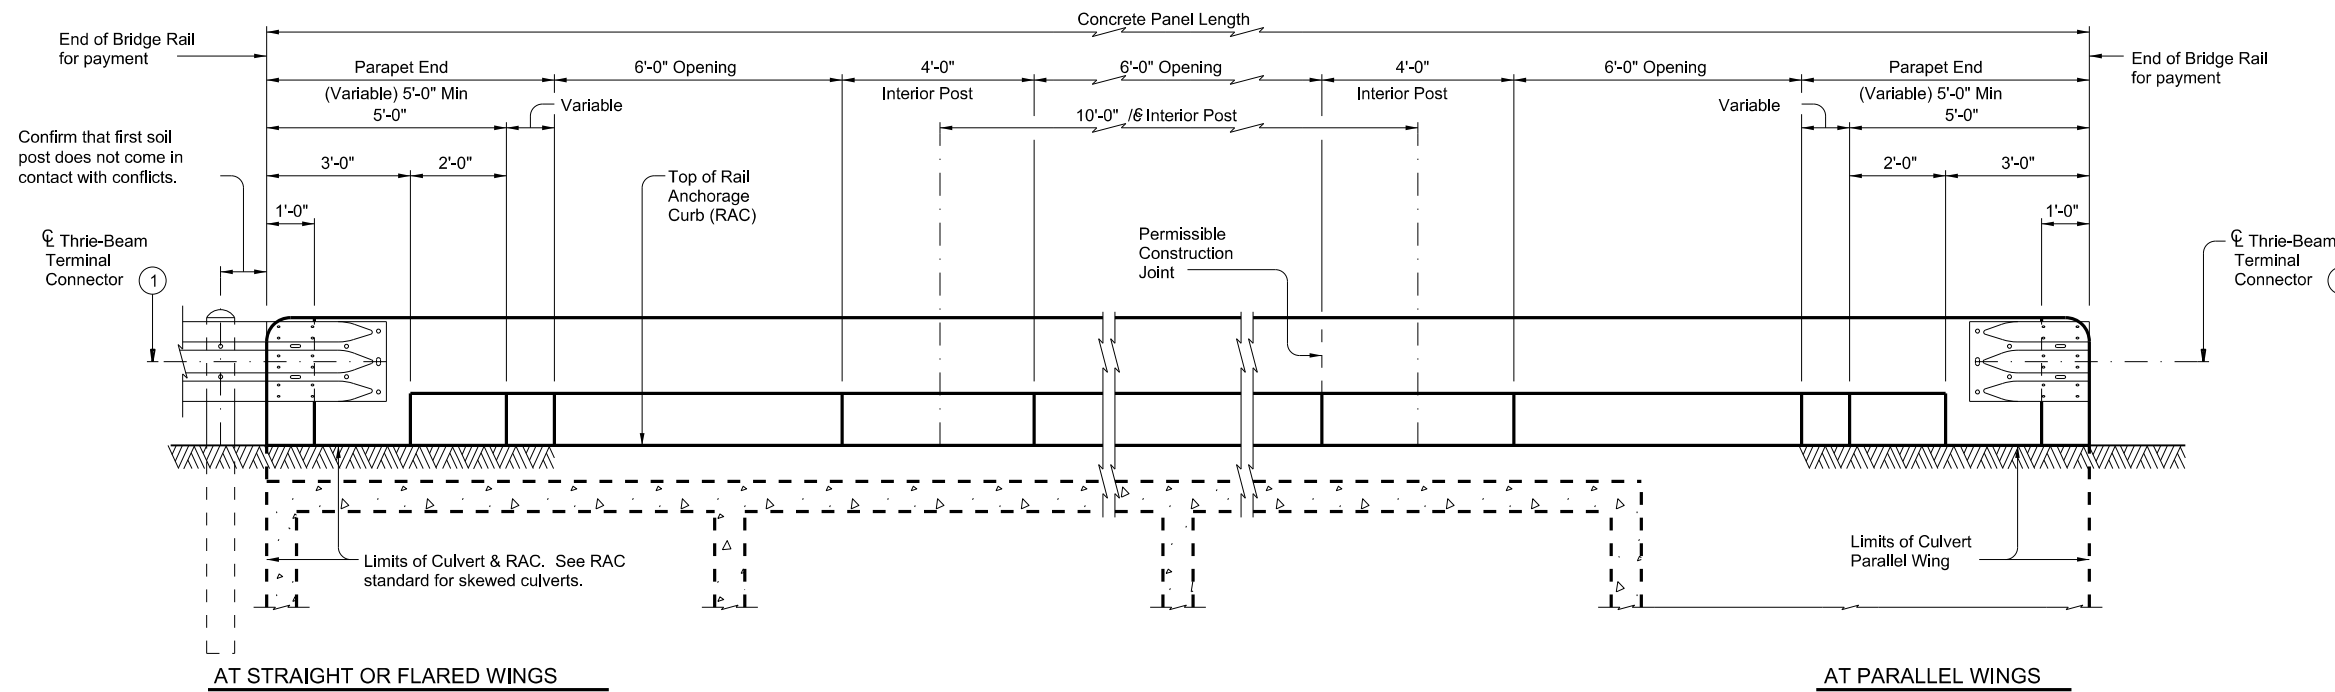 Concrete Panel Length
End of Bridge Rail
for payment
End of Bridge Rail
for payment
Parapet End
6'-0" Opening
4'-0"
6'-0" Opening
4'-0"
6'-0" Opening
Parapet End
(Variable) 5'-0" Min
Interior Post
Interior Post
(Variable) 5'-0" Min
5'-0"
Variable
10'-0" ℄/℄ Interior Post
Variable
5'-0"
Confirm that first soil
post does not come in
contact with conflicts.
3'-0"
2'-0"
2'-0"
3'-0"
Top of Rail
Anchorage
Curb (RAC)
1'-0"
1'-0"
℄ Thrie-Beam
Terminal
Connector
1
Permissible
Construction
Joint
℄ Thrie-Beam
Terminal
Connector
Limits of Culvert & RAC. See RAC
standard for skewed culverts.
Limits of Culvert
Parallel Wing
AT STRAIGHT OR FLARED WINGS
AT PARALLEL WINGS